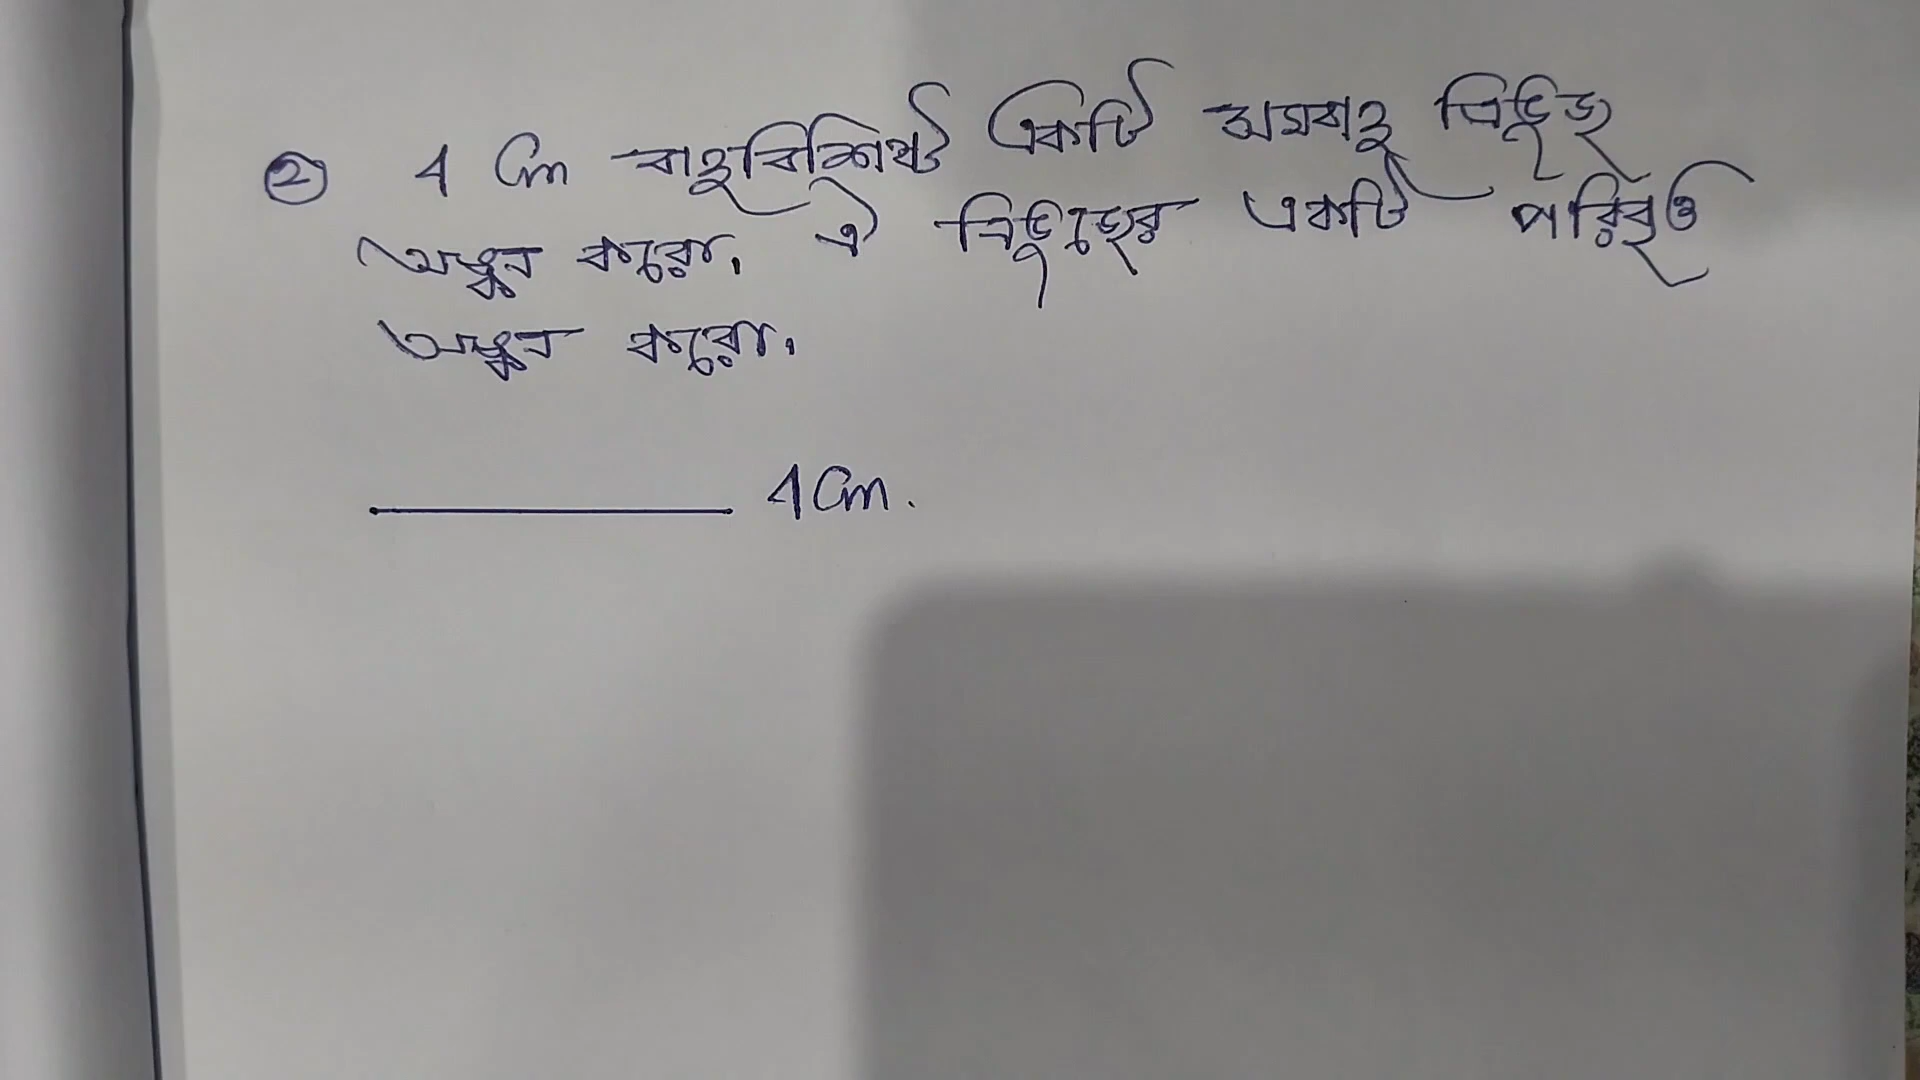 ② 4 Cm বাহুবিশিষ্ট একটি সমবাহু ত্রিভুজ
অঙ্কন করো। ঐ ত্রিভুজের একটি পরিবৃত্ত
অঙ্কন করো।
4 Cm.